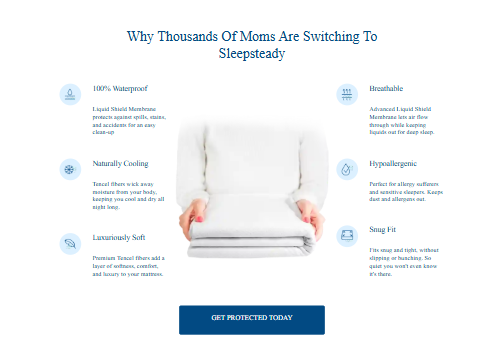 Why Thousands Of Moms Are Switching To
Sleepsteady
100% Waterproof
Liquid Shield Membrane
protects against spills, stains,
and accidents for an easy
clean-up
Naturally Cooling
Tencel fibers wick away
moisture from your body,
keeping you cool and dry all
night long.
Luxuriously Soft
Premium Tencel fibers add a
layer of softness, comfort,
and luxury to your mattress.
Breathable
Advanced Liquid Shield
Membrane lets air flow
through while keeping
liquids out for deep sleep.
Hypoallergenic
Perfect for allergy sufferers
and sensitive sleepers. Keeps
dust and allergens out.
Snug Fit
Fits snug and tight, without
slipping or bunching. So
quiet you won't even know
it's there.
GET PROTECTED TODAY